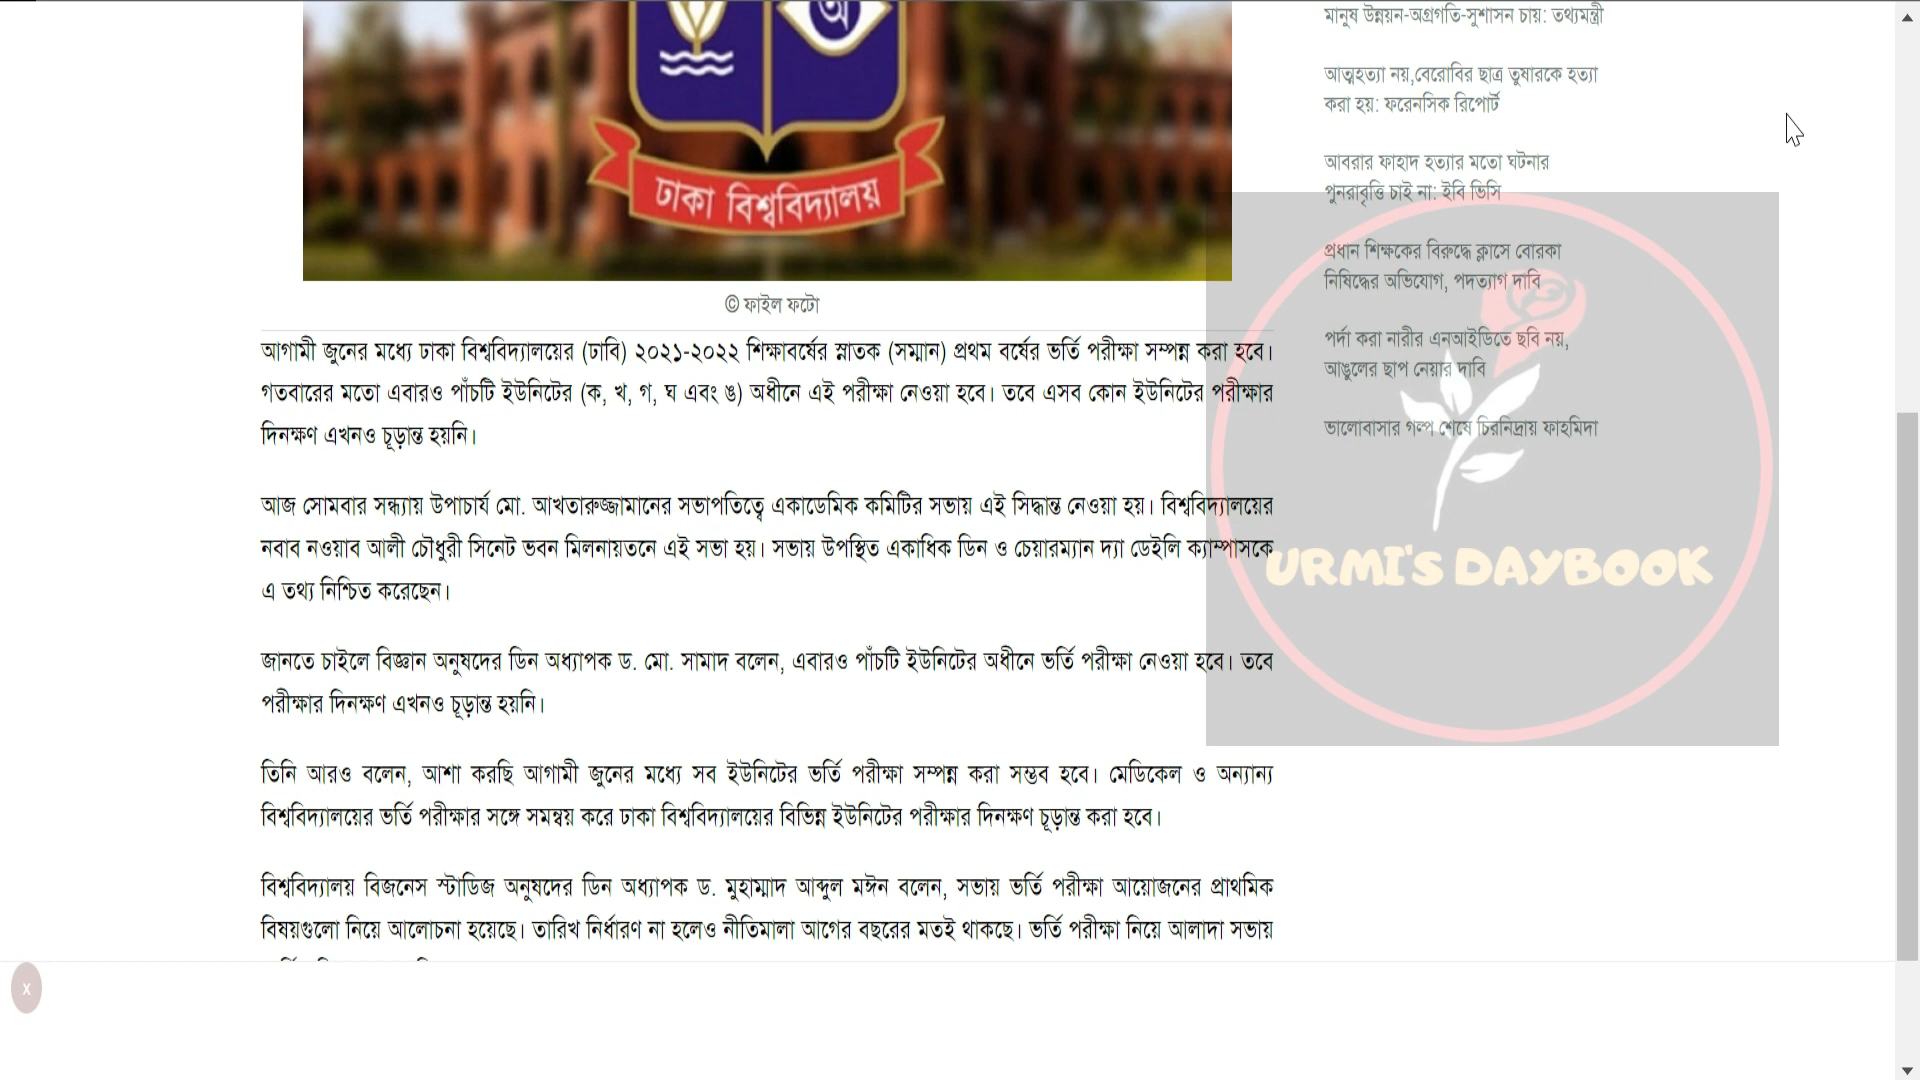 অ
ঢাকা বিশ্ববিদ্যালয়
© ফাইল ফটো
আগামী জুনের মধ্যে ঢাকা বিশ্ববিদ্যালয়ের (ঢাবি) ২০২১-২০২২ শিক্ষাবর্ষের স্নাতক (সম্মান) প্রথম বর্ষের ভর্তি পরীক্ষা সম্পন্ন করা হবে।
গতবারের মতো এবারও পাঁচটি ইউনিটের (ক, খ, গ, ঘ এবং ঙ) অধীনে এই পরীক্ষা নেওয়া হবে। তবে এসব কোন ইউনিটের পরীক্ষার
দিনক্ষণ এখনও চূড়ান্ত হয়নি।
আজ সোমবার সন্ধ্যায় উপাচার্য মো. আখতারুজ্জামানের সভাপতিত্বে একাডেমিক কমিটির সভায় এই সিদ্ধান্ত নেওয়া হয়। বিশ্ববিদ্যালয়ের
নবাব নওয়াব আলী চৌধুরী সিনেট ভবন মিলনায়তনে এই সভা হয়। সভায় উপস্থিত একাধিক ডিন ও চেয়ারম্যান দ্যা ডেইলি ক্যাম্পাসকে
এ তথ্য নিশ্চিত করেছেন।
জানতে চাইলে বিজ্ঞান অনুষদের ডিন অধ্যাপক ড. মো. সামাদ বলেন, এবারও পাঁচটি ইউনিটের অধীনে ভর্তি পরীক্ষা নেওয়া হবে। তবে
পরীক্ষার দিনক্ষণ এখনও চূড়ান্ত হয়নি।
তিনি আরও বলেন, আশা করছি আগামী জুনের মধ্যে সব ইউনিটের ভর্তি পরীক্ষা সম্পন্ন করা সম্ভব হবে। মেডিকেল ও অন্যান্য
বিশ্ববিদ্যালয়ের ভর্তি পরীক্ষার সঙ্গে সমন্বয় করে ঢাকা বিশ্ববিদ্যালয়ের বিভিন্ন ইউনিটের পরীক্ষার দিনক্ষণ চূড়ান্ত করা হবে।
বিশ্ববিদ্যালয় বিজনেস স্টাডিজ অনুষদের ডিন অধ্যাপক ড. মুহাম্মাদ আব্দুল মঈন বলেন, সভায় ভর্তি পরীক্ষা আয়োজনের প্রাথমিক
বিষয়গুলো নিয়ে আলোচনা হয়েছে। তারিখ নির্ধারণ না হলেও নীতিমালা আগের বছরের মতই থাকছে। ভর্তি পরীক্ষা নিয়ে আলাদা সভায়
মানুষ উন্নয়ন-অগ্রগতি-সুশাসন চায়: তথ্যমন্ত্রী
আত্মহত্যা নয়,বেরোবির ছাত্র তুষারকে হত্যা
করা হয়: ফরেনসিক রিপোর্ট
আবরার ফাহাদ হত্যার মতো ঘটনার
পুনরাবৃত্তি চাই না: ইবি ভিসি
প্রধান শিক্ষকের বিরুদ্ধে ক্লাসে বোরকা
নিষিদ্ধের অভিযোগ, পদত্যাগ দাবি
পর্দা করা নারীর এনআইডিতে ছবি নয়,
আঙুলের ছাপ নেয়ার দাবি
ভালোবাসার গল্প শেষে চিরনিদ্রায় ফাহমিদা
URMI'S DAYBOOK
x